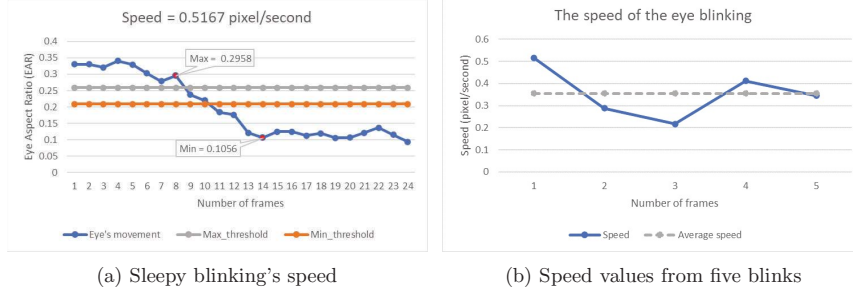 Speed = 0.5167 pixel/second
Eye Aspect Ratio (EAR)
0.4
0.35
0.3
0.25
0.2
0.15
0.1
0.05
0
Max = 0.2958
Min = 0.1056
1 2 3 4 5 6 7 8 9 10 11 12 13 14 15 16 17 18 19 20 21 22 23 24
Number of frames
Eye's movement Max_threshold Min_threshold
(a) Sleepy blinking's speed
The speed of the eye blinking
Speed (pixel/second)
0.6
0.5
0.4
0.3
0.2
0.1
0
1 2 3 4 5
Number of frames
Speed Average speed
(b) Speed values from five blinks